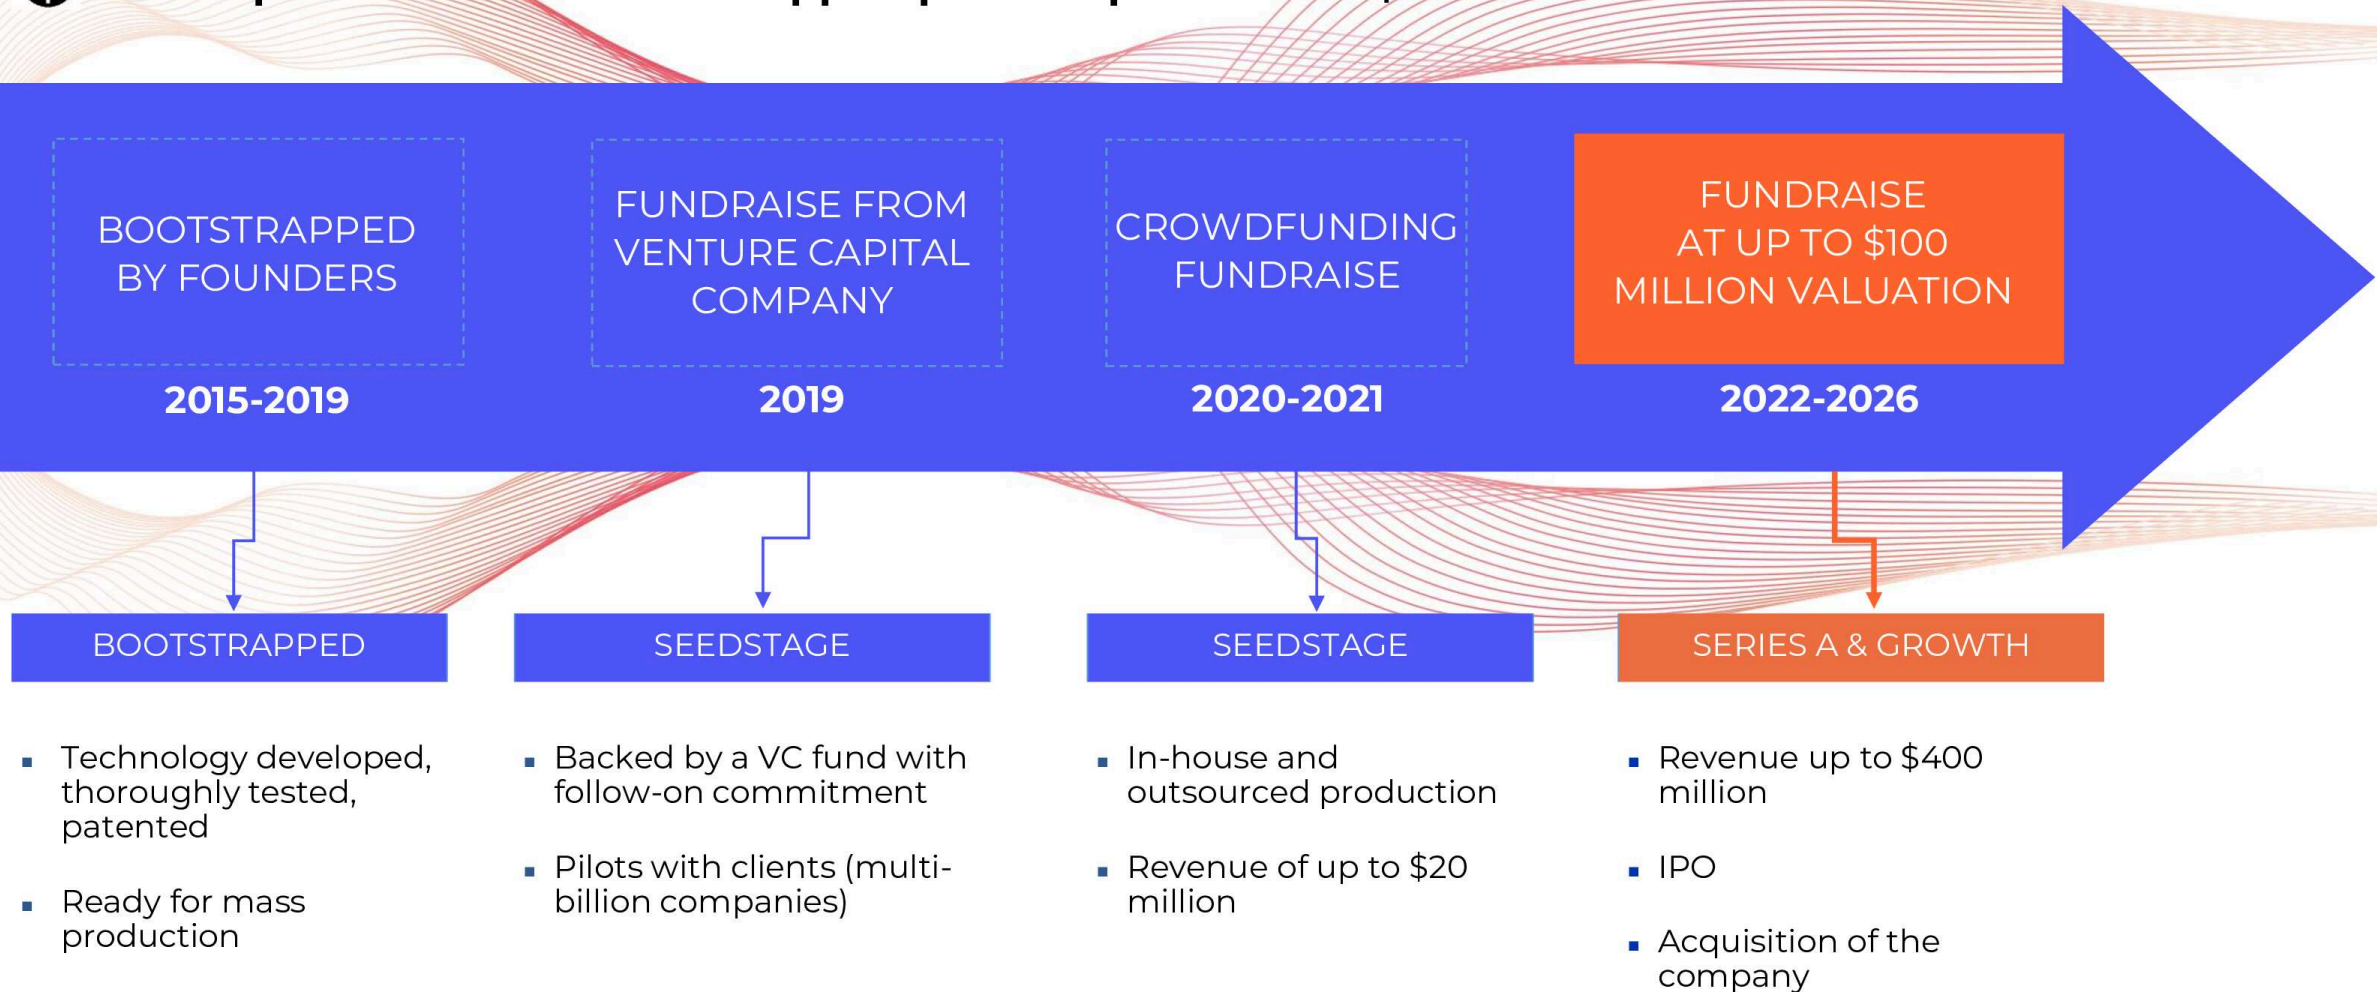 BOOTSTRAPPED
BY FOUNDERS
2015-2019
FUNDRAISE FROM
VENTURE CAPITAL
COMPANY
2019
CROWDFUNDING
FUNDRAISE
2020-2021
FUNDRAISE
AT UP TO $100
MILLION VALUATION
2022-2026
BOOTSTRAPPED
▪ Technology developed,
thoroughly tested,
patented
▪ Ready for mass
production
SEEDSTAGE
▪ Backed by a VC fund with
follow-on commitment
▪ Pilots with clients (multi-
billion companies)
SEEDSTAGE
▪ In-house and
outsourced production
▪ Revenue of up to $20
million
SERIES A & GROWTH
▪ Revenue up to $400
million
▪ IPO
▪ Acquisition of the
company